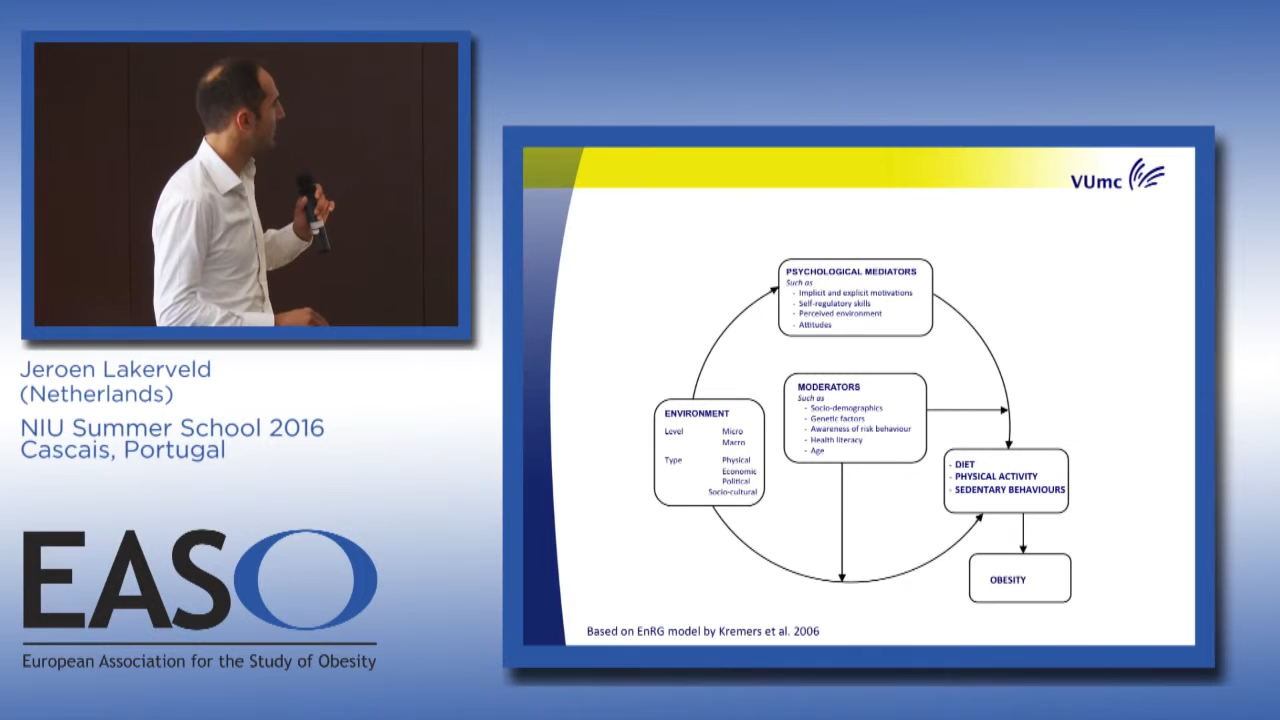 Jeroen Lakerveld
(Netherlands)
NIU Summer School 2016
Cascais, Portugal
EASO
European Association for the Study of Obesity
VUmc
PSYCHOLOGICAL MEDIATORS
Such as
- Implicit and explicit motivations
- Self-regulatory skills
- Perceived environment
- Attitudes
MODERATORS
Such as
- Socio-demographics
- Genetic factors
- Awareness of risk behaviour
- Health literacy
- Age
ENVIRONMENT
Level Micro
Macro
Type Physical
Economic
Political
Socio-cultural
- DIET
- PHYSICAL ACTIVITY
- SEDENTARY BEHAVIOURS
OBESITY
Based on EnRG model by Kremers et al. 2006